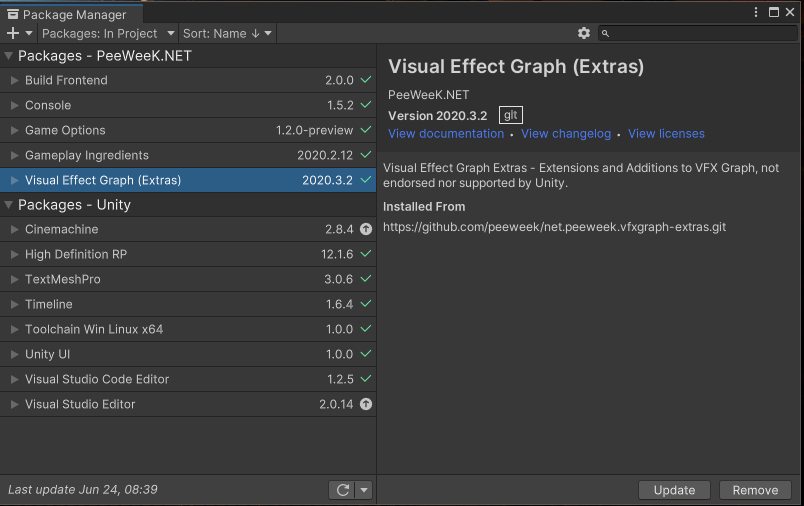 Package Manager
Packages: In Project
Sort: Name ↓
Packages - PeeWeeK.NET
Build Frontend 2.0.0
Console 1.5.2
Game Options 1.2.0-preview
Gameplay Ingredients 2020.2.12
Visual Effect Graph (Extras) 2020.3.2
Packages - Unity
Cinemachine 2.8.4
High Definition RP 12.1.6
TextMeshPro 3.0.6
Timeline 1.6.4
Toolchain Win Linux x64 1.0.0
Unity UI 1.0.0
Visual Studio Code Editor 1.2.5
Visual Studio Editor 2.0.14
Last update Jun 24, 08:39
Visual Effect Graph (Extras)
PeeWeeK.NET
Version 2020.3.2 git
View documentation • View changelog • View licenses
Visual Effect Graph Extras - Extensions and Additions to VFX Graph, not
endorsed nor supported by Unity.
Installed From
https://github.com/peeweek/net.peeweek.vfxgraph-extras.git
Update Remove